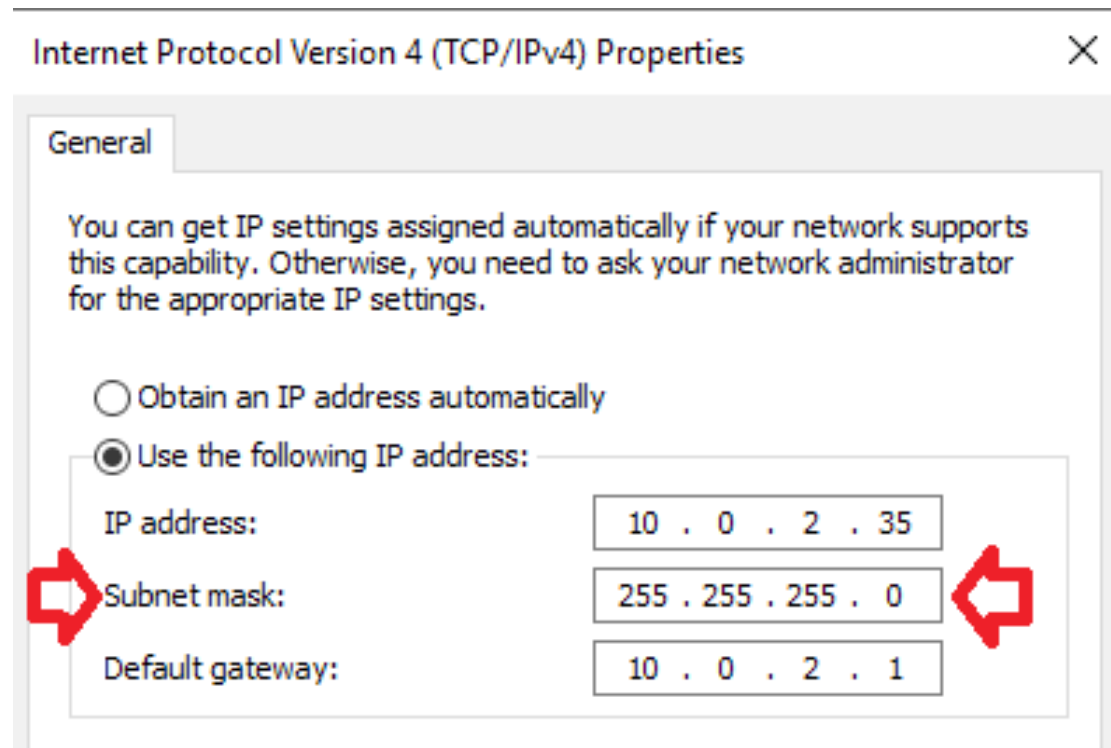 Internet Protocol Version 4 (TCP/IPv4) Properties
General
You can get IP settings assigned automatically if your network supports
this capability. Otherwise, you need to ask your network administrator
for the appropriate IP settings.
Obtain an IP address automatically
Use the following IP address:
IP address: 10 . 0 . 2 . 35
Subnet mask: 255 . 255 . 255 . 0
Default gateway: 10 . 0 . 2 . 1